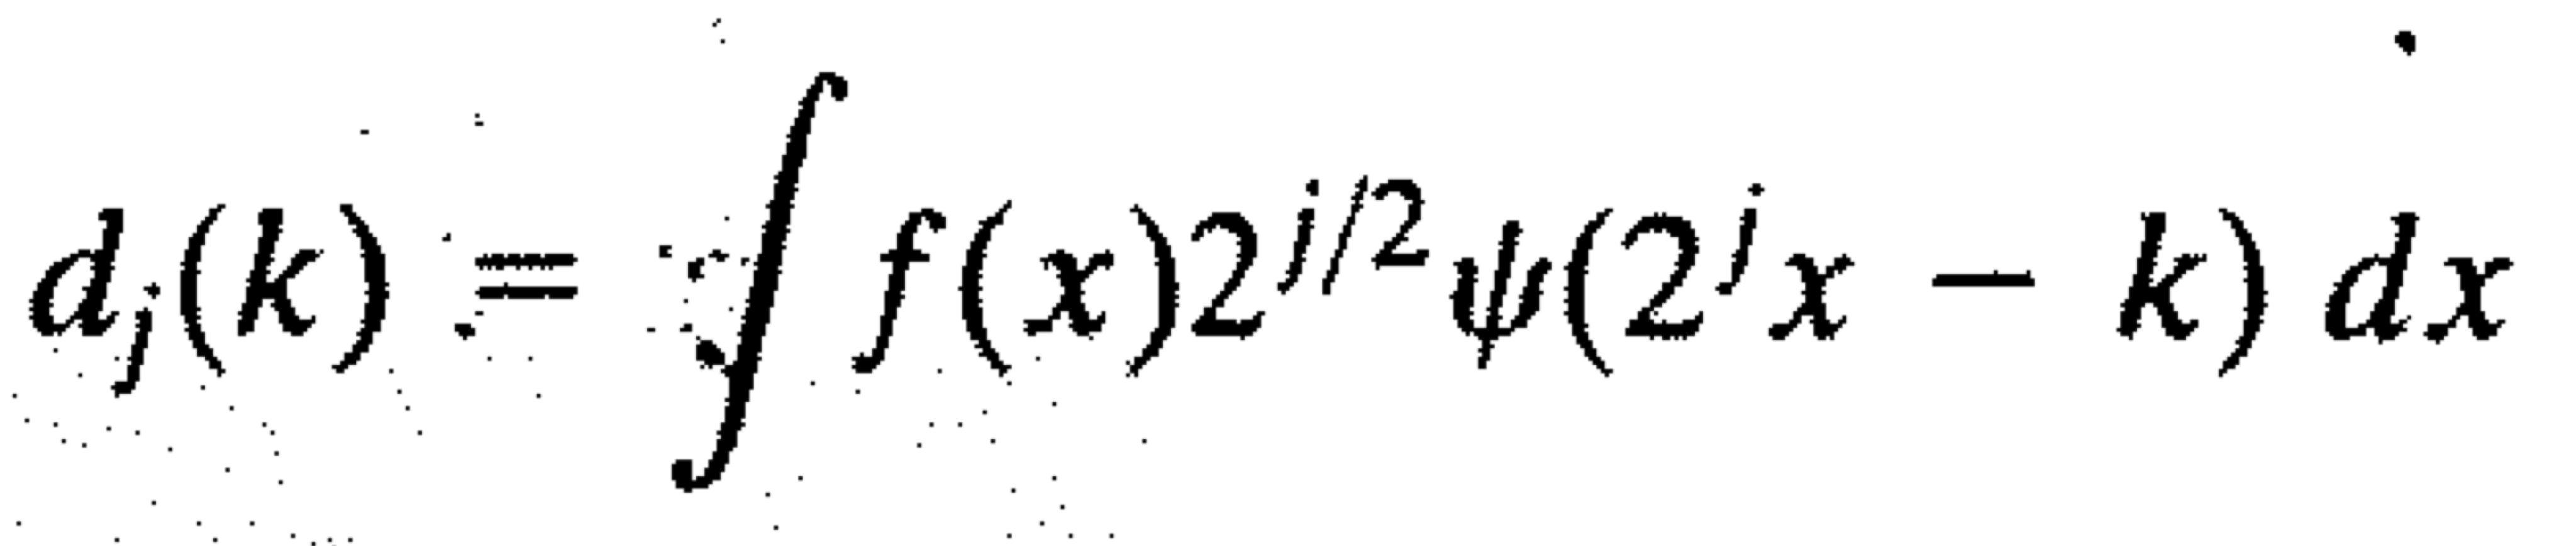 d_j(k) = ∫ f(x)2^{j/2}ψ(2^j x − k) dx